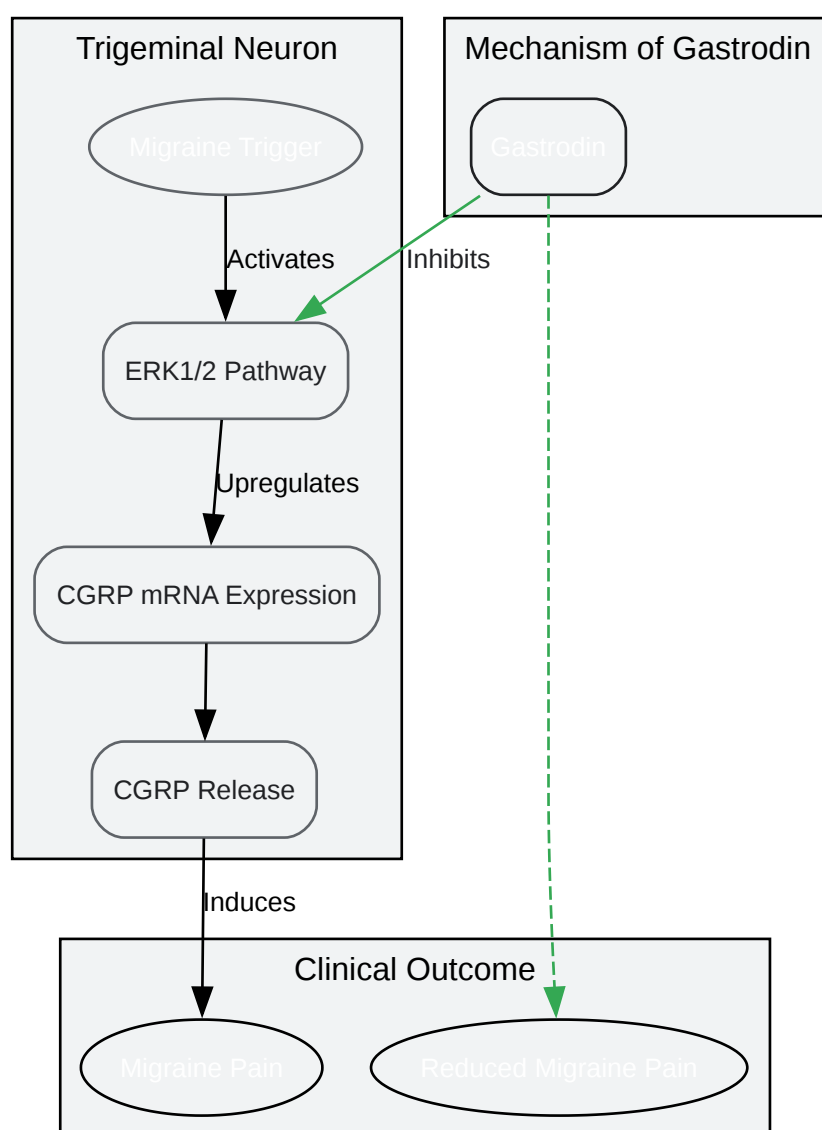 Trigeminal Neuron
Mechanism of Gastrodin
Migraine Trigger
Gastrodin
Activates
Inhibits
ERK1/2 Pathway
Upregulates
CGRP mRNA Expression
CGRP Release
Induces
Clinical Outcome
Migraine Pain
Reduced Migraine Pain